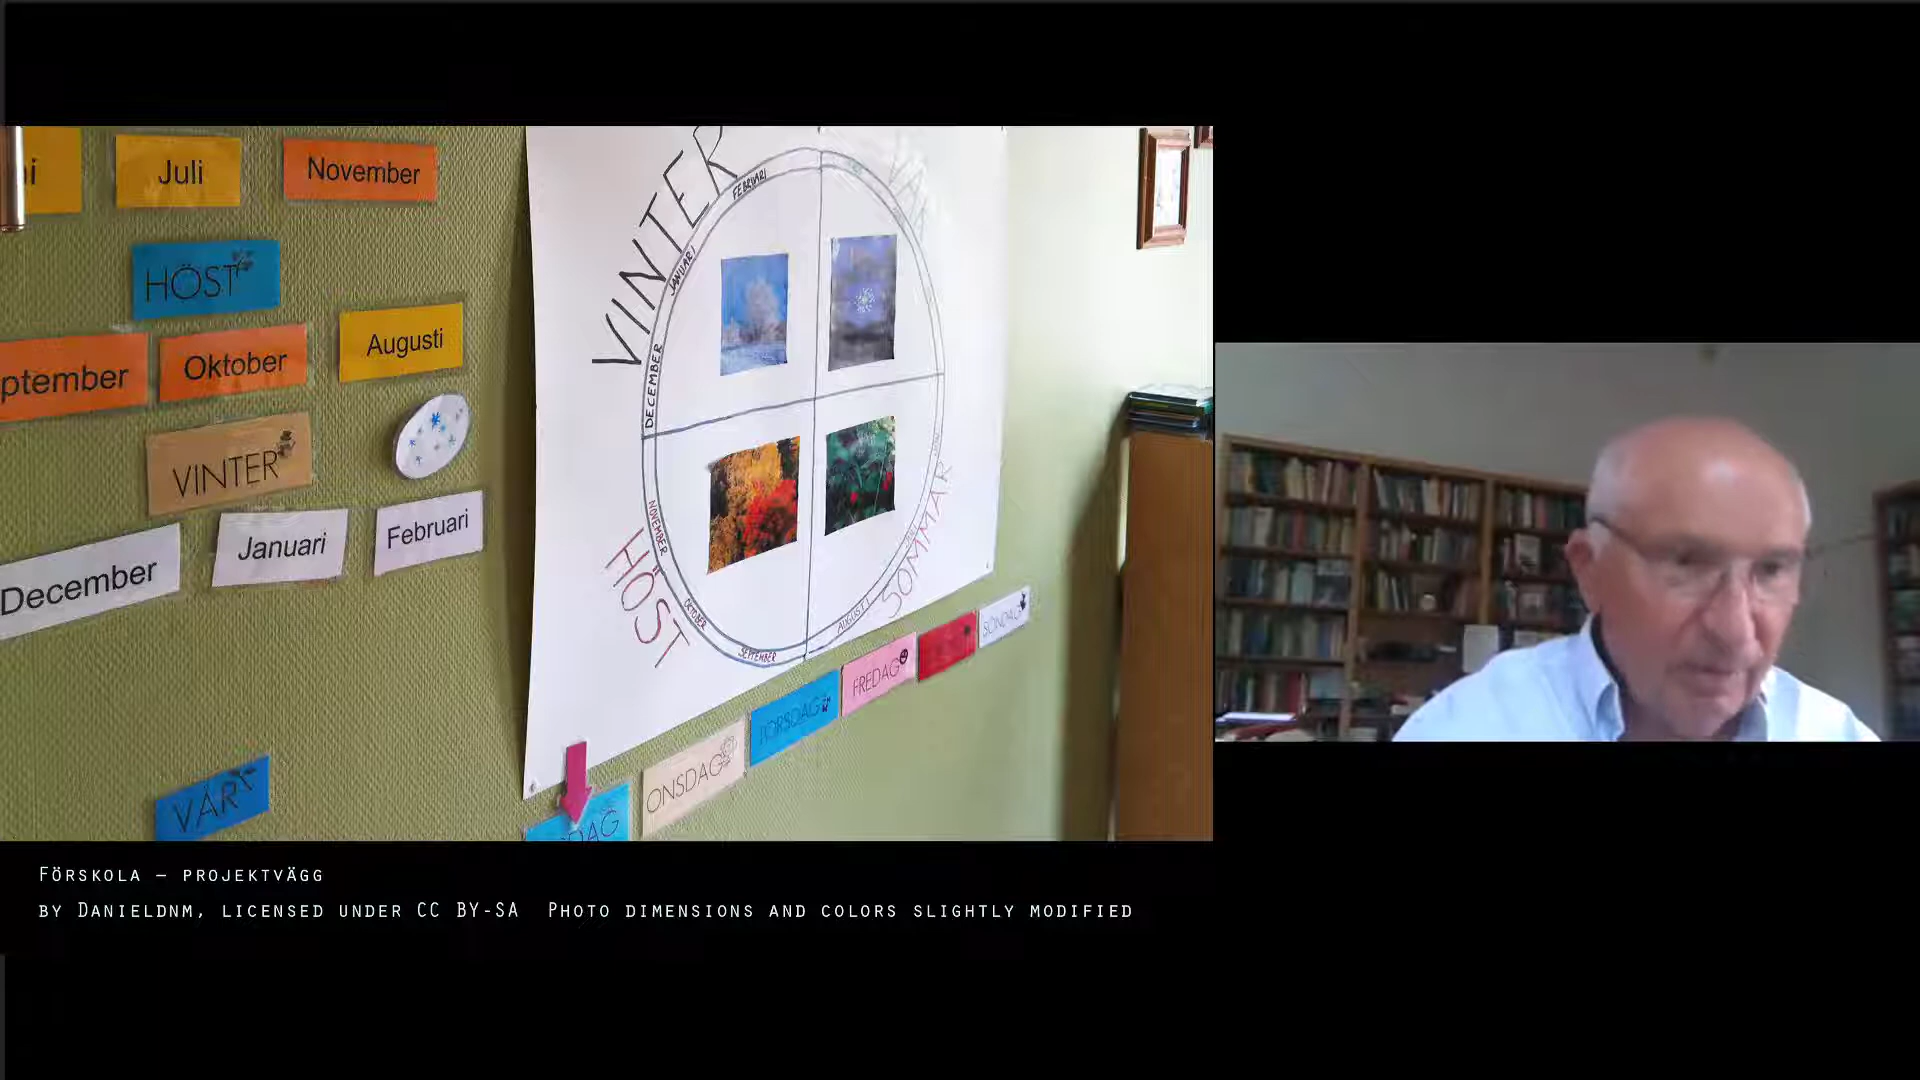 Juli
November
HÖST
ptember
Oktober
Augusti
VINTER
December
Januari
Februari
VÅR
VINTER
FEBRUARI
JANUARI
DECEMBER
NOVEMBER
HÖST
OKTOBER
SEPTEMBER
AUGUSTI
SOMMAR
DAG
ONSDAG
TORSDAG
FREDAG
SÖNDAG
FÖRSKOLA – PROJEKTVÄGG
BY DANIELDNM, LICENSED UNDER CC BY-SA PHOTO DIMENSIONS AND COLORS SLIGHTLY MODIFIED